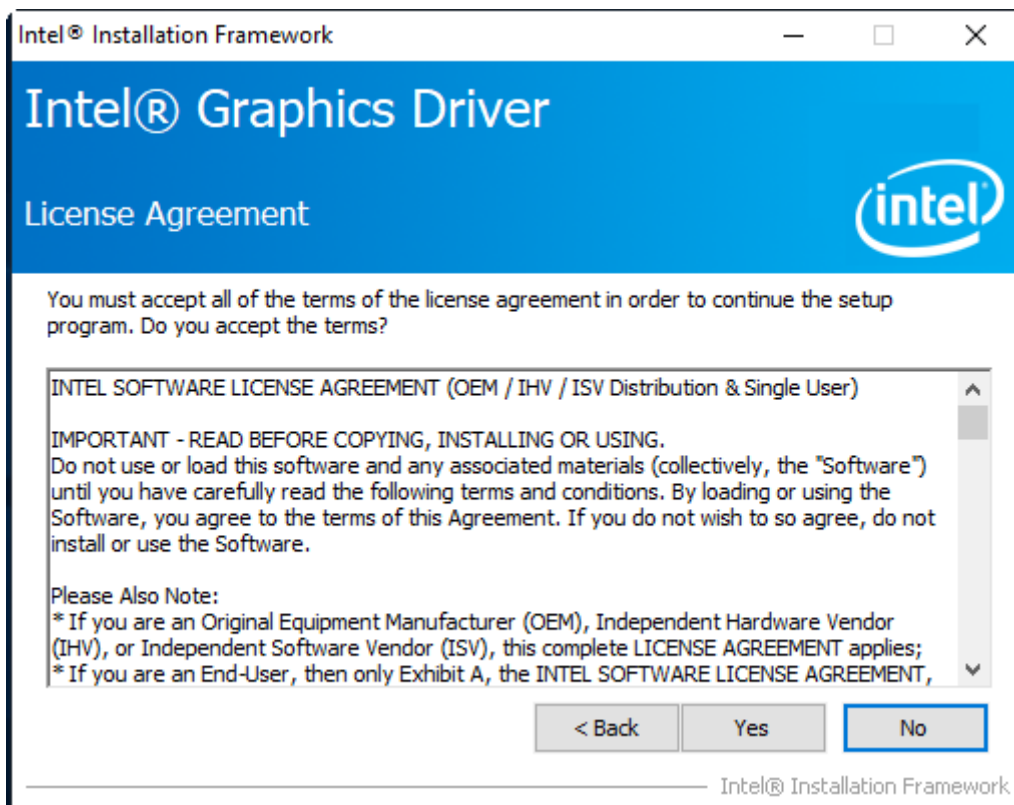 Intel® Installation Framework
Intel® Graphics Driver
License Agreement
intel
You must accept all of the terms of the license agreement in order to continue the setup
program. Do you accept the terms?
INTEL SOFTWARE LICENSE AGREEMENT (OEM / IHV / ISV Distribution & Single User)
IMPORTANT - READ BEFORE COPYING, INSTALLING OR USING.
Do not use or load this software and any associated materials (collectively, the "Software")
until you have carefully read the following terms and conditions. By loading or using the
Software, you agree to the terms of this Agreement. If you do not wish to so agree, do not
install or use the Software.
Please Also Note:
* If you are an Original Equipment Manufacturer (OEM), Independent Hardware Vendor
(IHV), or Independent Software Vendor (ISV), this complete LICENSE AGREEMENT applies;
* If you are an End-User, then only Exhibit A, the INTEL SOFTWARE LICENSE AGREEMENT,
< Back
Yes
No
Intel® Installation Framework